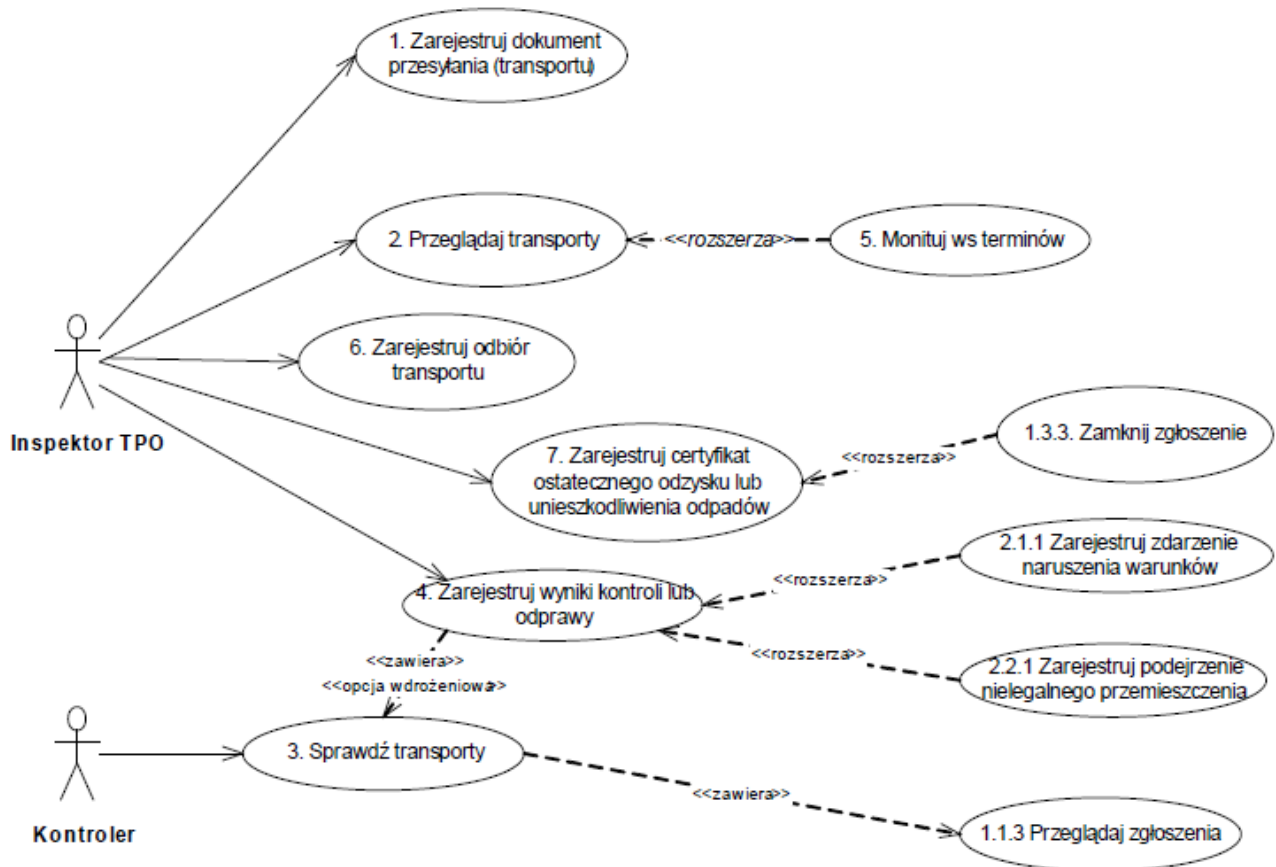 1. Zarejestruj dokument
przesyłania (transportu)
2. Przeglądaj transporty
<<rozszerza>>
5. Monituj ws terminów
6. Zarejestruj odbiór
transportu
Inspektor TPO
1.3.3. Zamknij zgłoszenie
<<rozszerza>>
7. Zarejestruj certyfikat
ostatecznego odzysku lub
unieszkodliwienia odpadów
2.1.1 Zarejestruj zdarzenie
naruszenia warunków
<<rozszerza>>
4. Zarejestruj wyniki kontroli lub
odprawy
<<rozszerza>>
2.2.1 Zarejestruj podejrzenie
nielegalnego przemieszczenia
<<zawiera>>
<<opcja wdrożeniowa>>
3. Sprawdź transporty
<<zawiera>>
Kontroler
1.1.3 Przeglądaj zgłoszenia